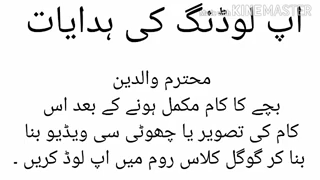 KINEMASTER
اپ لوڈنگ کی ہدایات
محترم والدین
بچے کا کام مکمل ہونے کے بعد اس
کام کی تصویر یا چھوٹی سی ویڈیو بنا
بنا کر گوگل کلاس روم میں اپ لوڈ کریں ۔